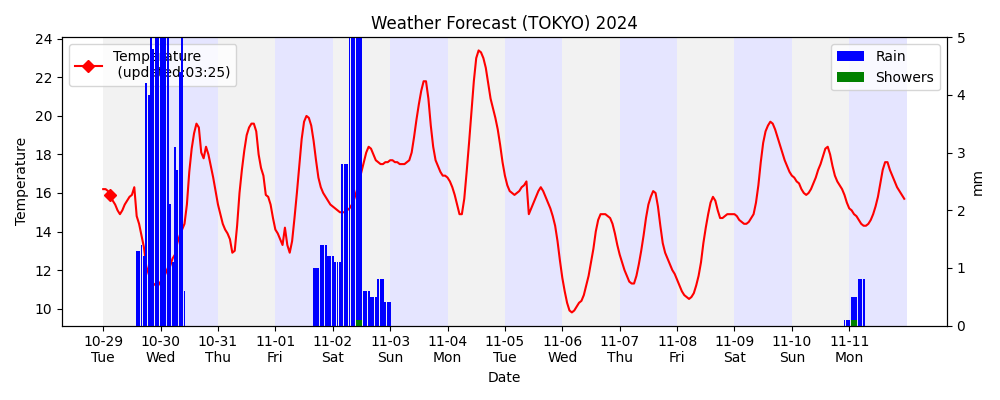 Weather Forecast (TOKYO) 2024
Temperature
(updated 03:25)
Rain
Showers
24
22
20
18
16
14
12
10
Temperature
5
4
3
2
1
0
mm
10-29 10-30 10-31 11-01 11-02 11-03 11-04 11-05 11-06 11-07 11-08 11-09 11-10 11-11
Tue Wed Thu Fri Sat Sun Mon Tue Wed Thu Fri Sat Sun Mon
Date